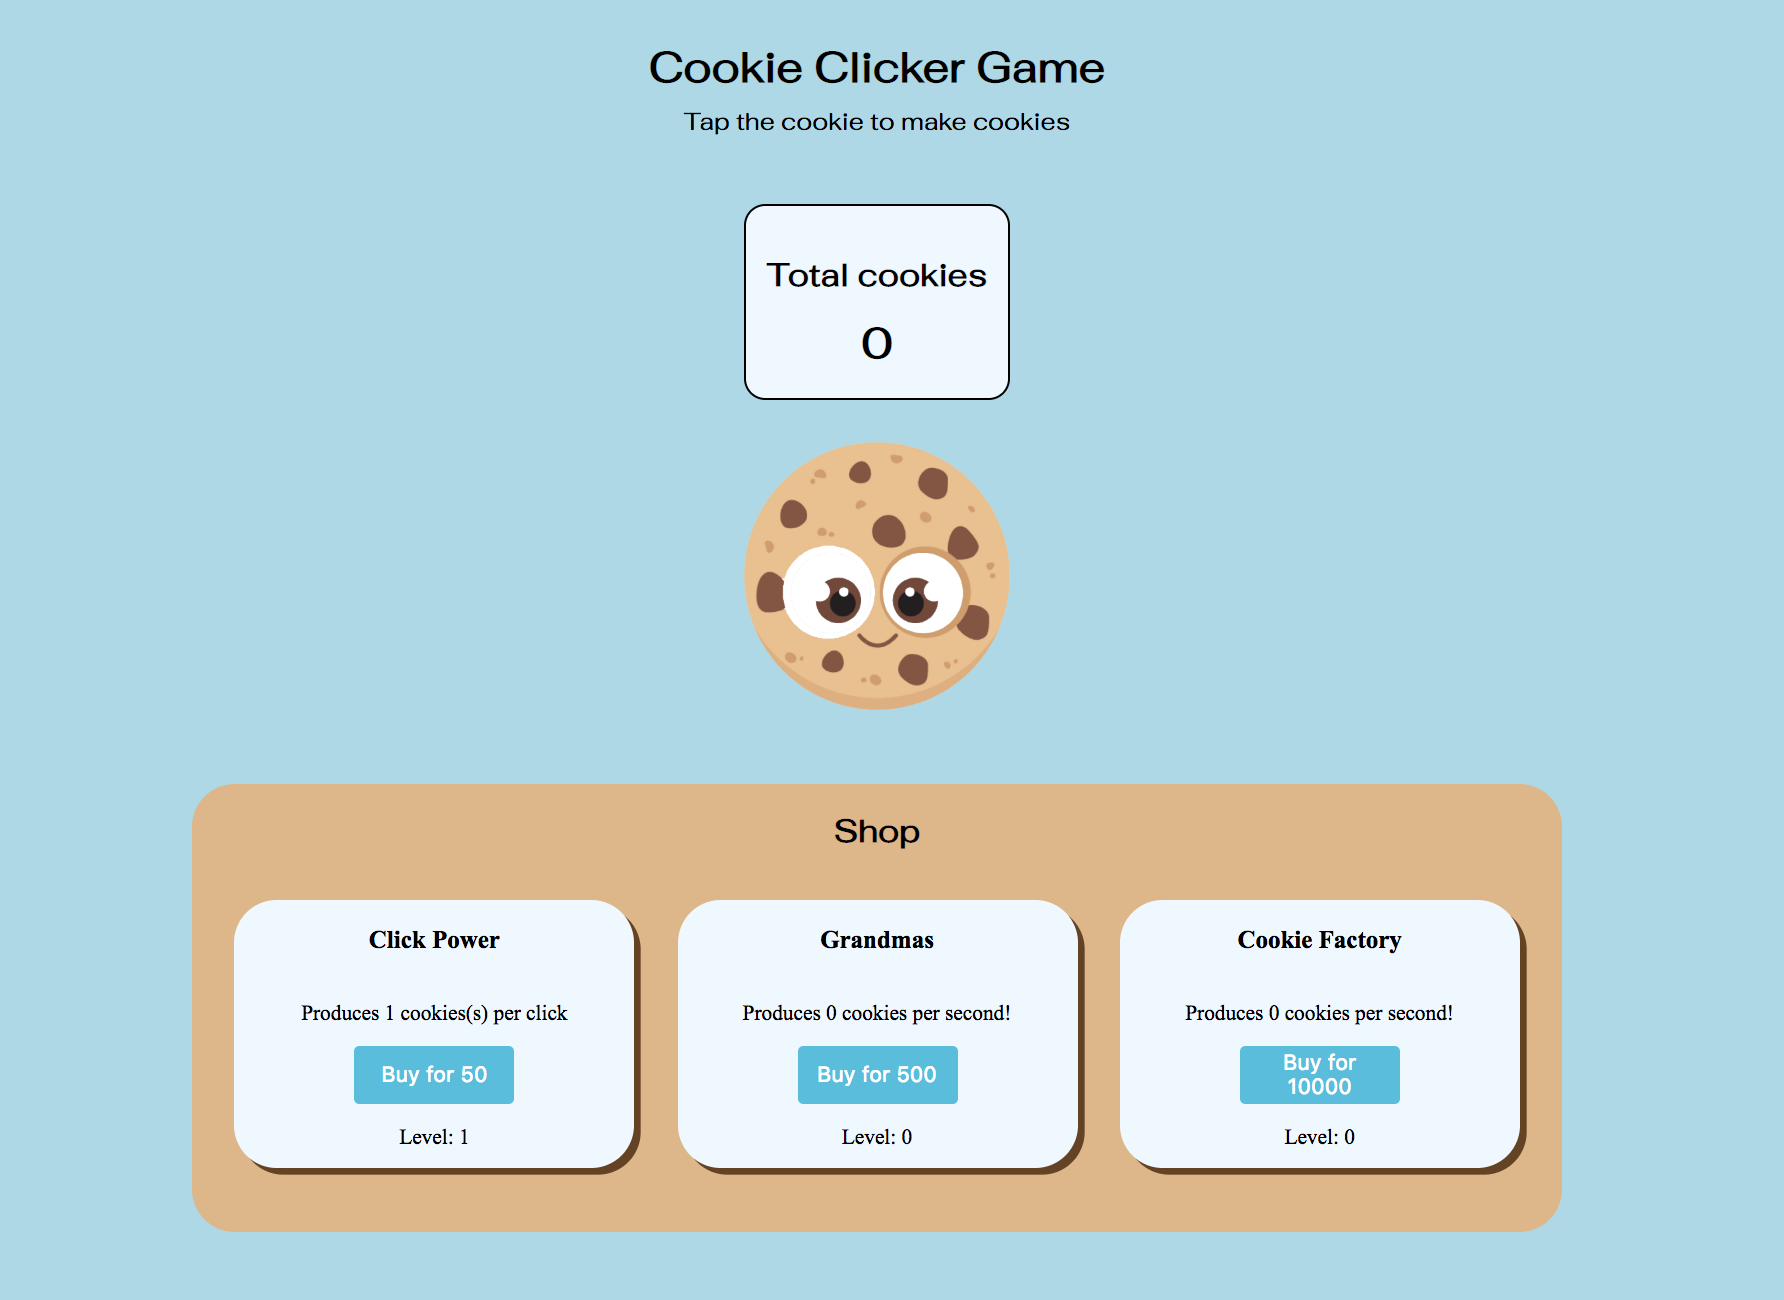 Cookie Clicker Game
Tap the cookie to make cookies
Total cookies
0
Shop
Click Power
Produces 1 cookies(s) per click
Buy for 50
Level: 1
Grandmas
Produces 0 cookies per second!
Buy for 500
Level: 0
Cookie Factory
Produces 0 cookies per second!
Buy for
10000
Level: 0